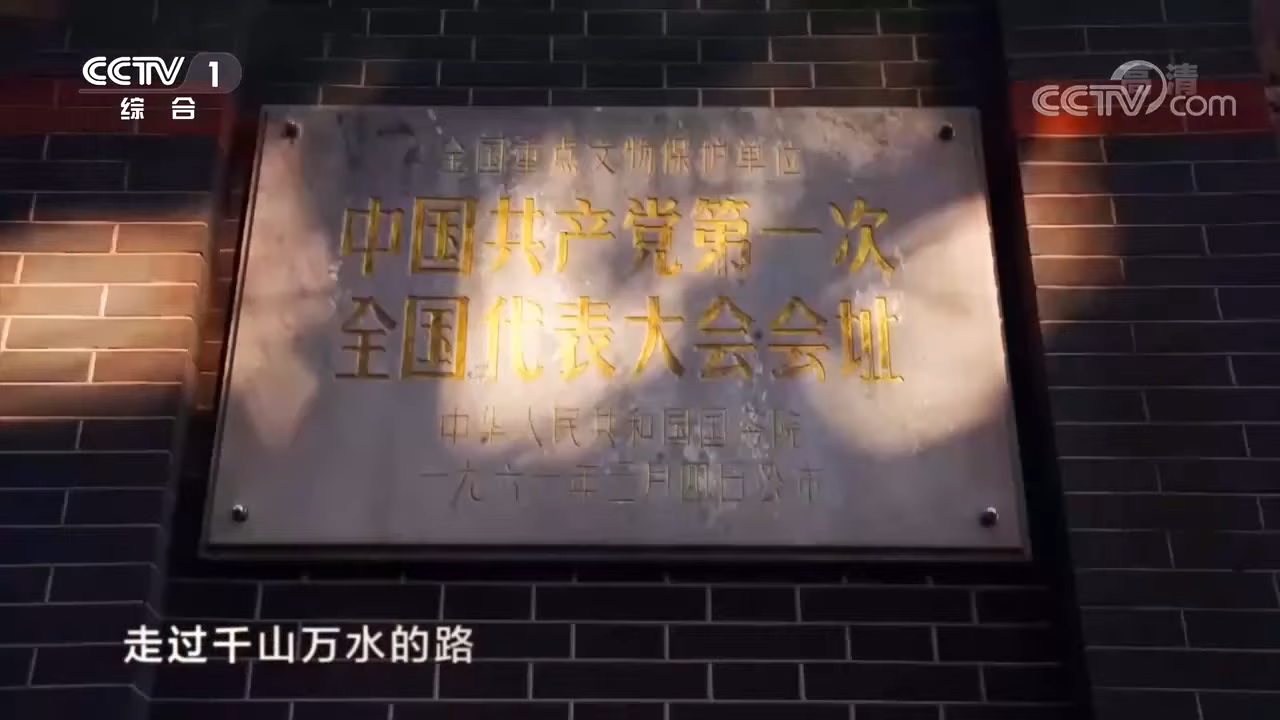 CCTV 1
综合
高清
CCTV.com
全国重点文物保护单位
中国共产党第一次
全国代表大会会址
中华人民共和国国务院
一九六一年三月四日公布
走过千山万水的路